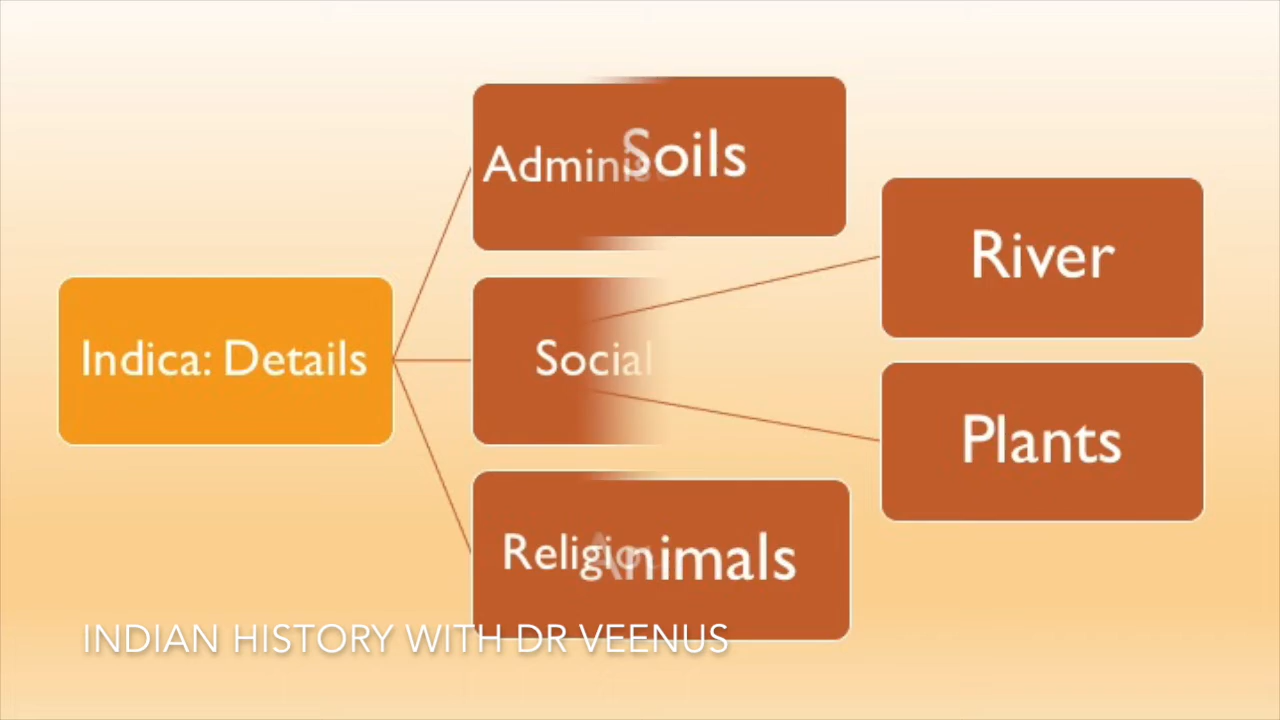 Soils
River
Indica: Details
Social
Plants
Animals
INDIAN HISTORY WITH DR VEENUS